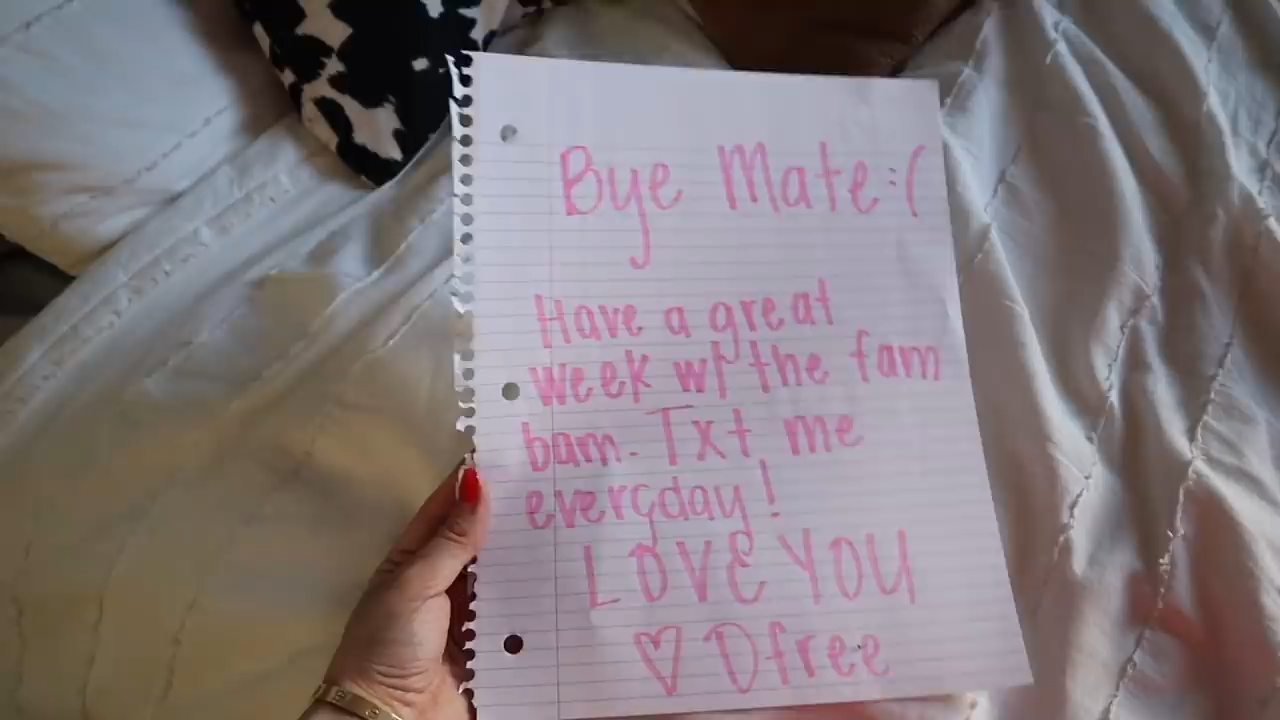 Bye Mate :(
Have a great
week w/ the fam
bam. Txt me
everyday!
LOVE YOU
♡ Dfree